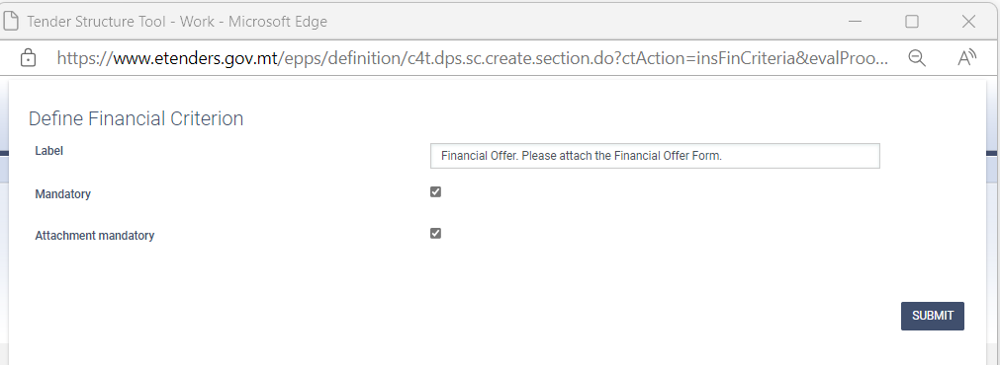 Tender Structure Tool - Work - Microsoft Edge
https://www.etenders.gov.mt/epps/definition/c4t.dps.sc.create.section.do?ctAction=insFinCriteria&evalProo...
Define Financial Criterion
Label
Financial Offer. Please attach the Financial Offer Form.
Mandatory
Attachment mandatory
SUBMIT